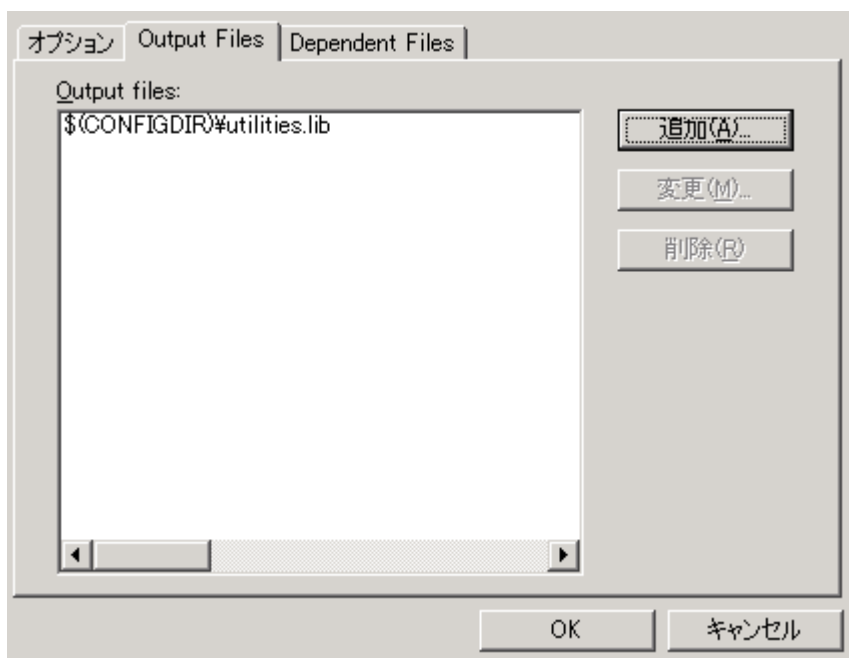 オプション Output Files Dependent Files
Output files:
$(CONFIGDIR)¥utilities.lib
追加(A)...
変更(M)...
削除(R)
OK キャンセル